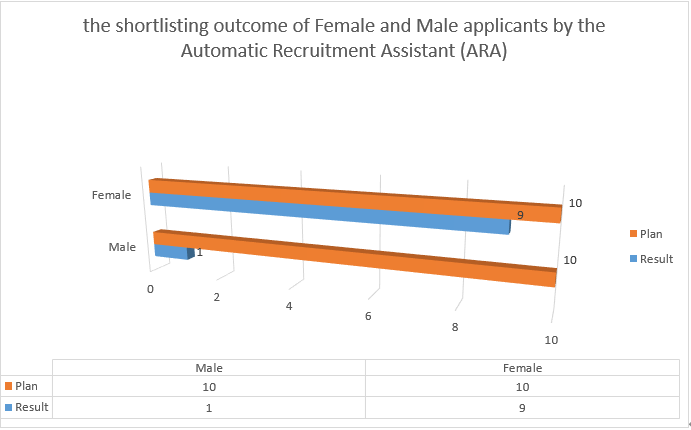 the shortlisting outcome of Female and Male applicants by the
Automatic Recruitment Assistant (ARA)
Female
10
9
Male
1
10
Plan
Result
0
2
4
6
8
10
Male Female
Plan 10 10
Result 1 9